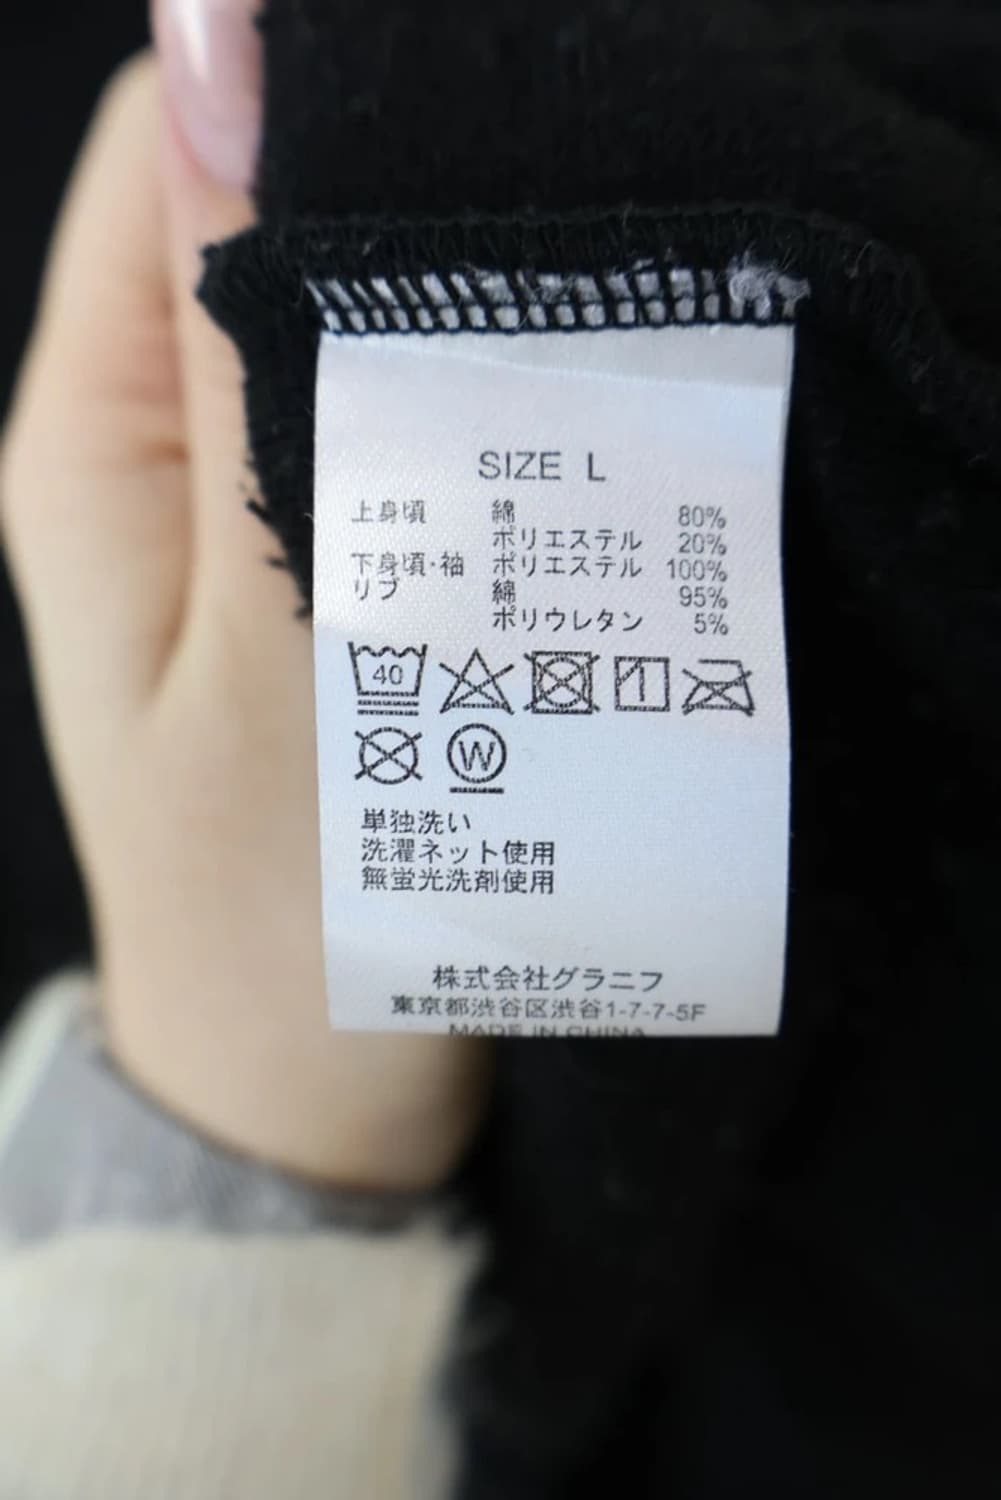 SIZE L
上身頃 綿 80%
ポリエステル 20%
下身頃・袖 ポリエステル 100%
リブ 綿 95%
ポリウレタン 5%
40
W
単独洗い
洗濯ネット使用
無蛍光洗剤使用
株式会社グラニフ
東京都渋谷区渋谷1-7-7-5F
MADE IN CHINA